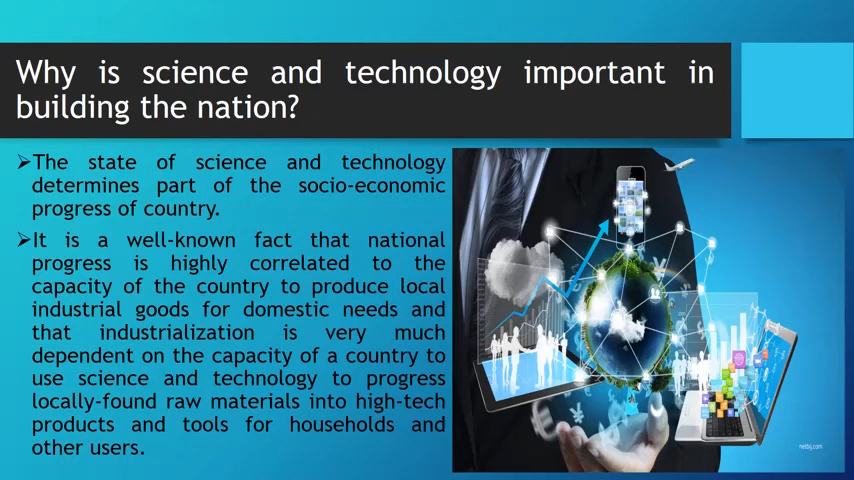 Why is science and technology important in
building the nation?
➢The state of science and technology
determines part of the socio-economic
progress of country.
➢It is a well-known fact that national
progress is highly correlated to the
capacity of the country to produce local
industrial goods for domestic needs and
that industrialization is very much
dependent on the capacity of a country to
use science and technology to progress
locally-found raw materials into high-tech
products and tools for households and
other users.
netbij.com